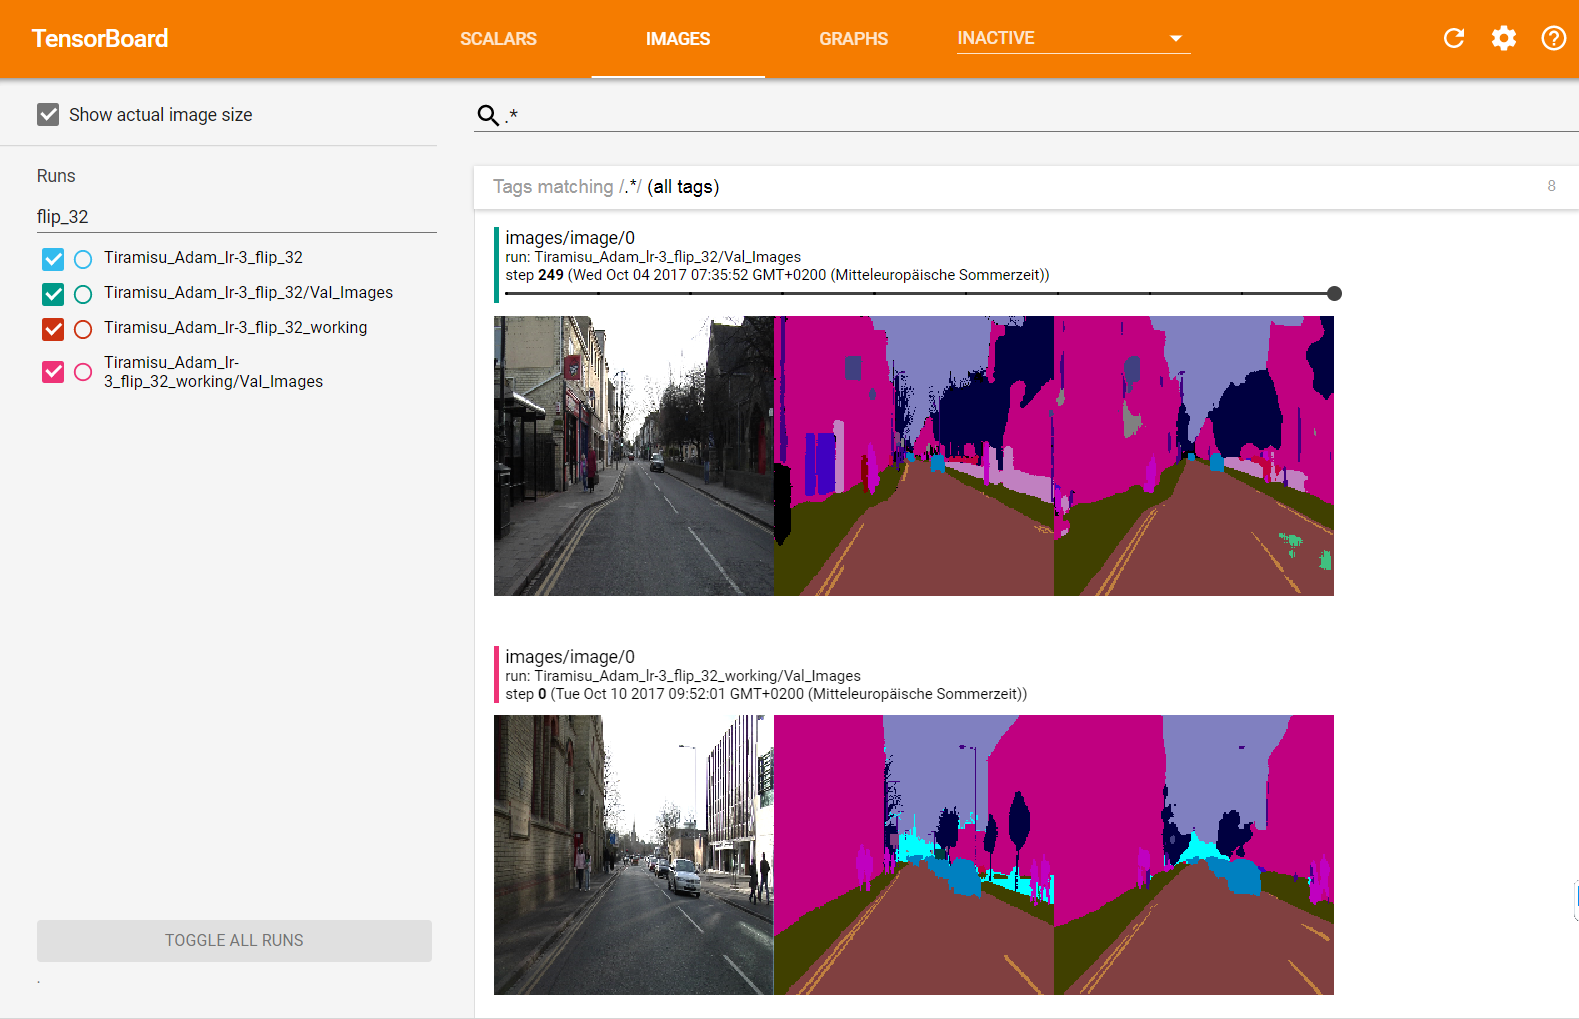 TensorBoard
SCALARS
IMAGES
GRAPHS
INACTIVE
Show actual image size
.*
Runs
flip_32
Tiramisu_Adam_lr-3_flip_32
Tiramisu_Adam_lr-3_flip_32/Val_Images
Tiramisu_Adam_lr-3_flip_32_working
Tiramisu_Adam_lr-
3_flip_32_working/Val_Images
TOGGLE ALL RUNS
.
Tags matching /.*/ (all tags)
8
images/image/0
run: Tiramisu_Adam_lr-3_flip_32/Val_Images
step 249 (Wed Oct 04 2017 07:35:52 GMT+0200 (Mitteleuropäische Sommerzeit))
images/image/0
run: Tiramisu_Adam_lr-3_flip_32_working/Val_Images
step 0 (Tue Oct 10 2017 09:52:01 GMT+0200 (Mitteleuropäische Sommerzeit))